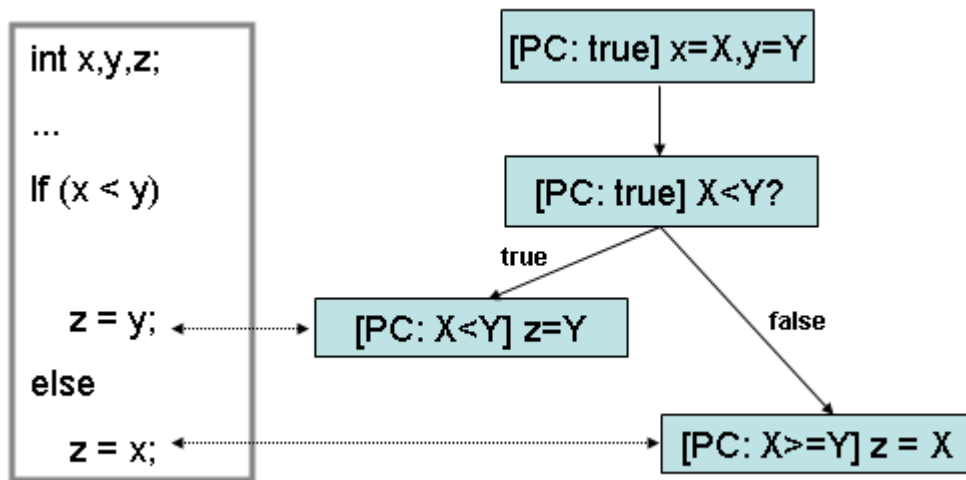 int x,y,z;
...
If (x < y)
z = y;
else
z = x;
[PC: true] x=X,y=Y
[PC: true] X<Y?
true
false
[PC: X<Y] z=Y
[PC: X>=Y] z = X